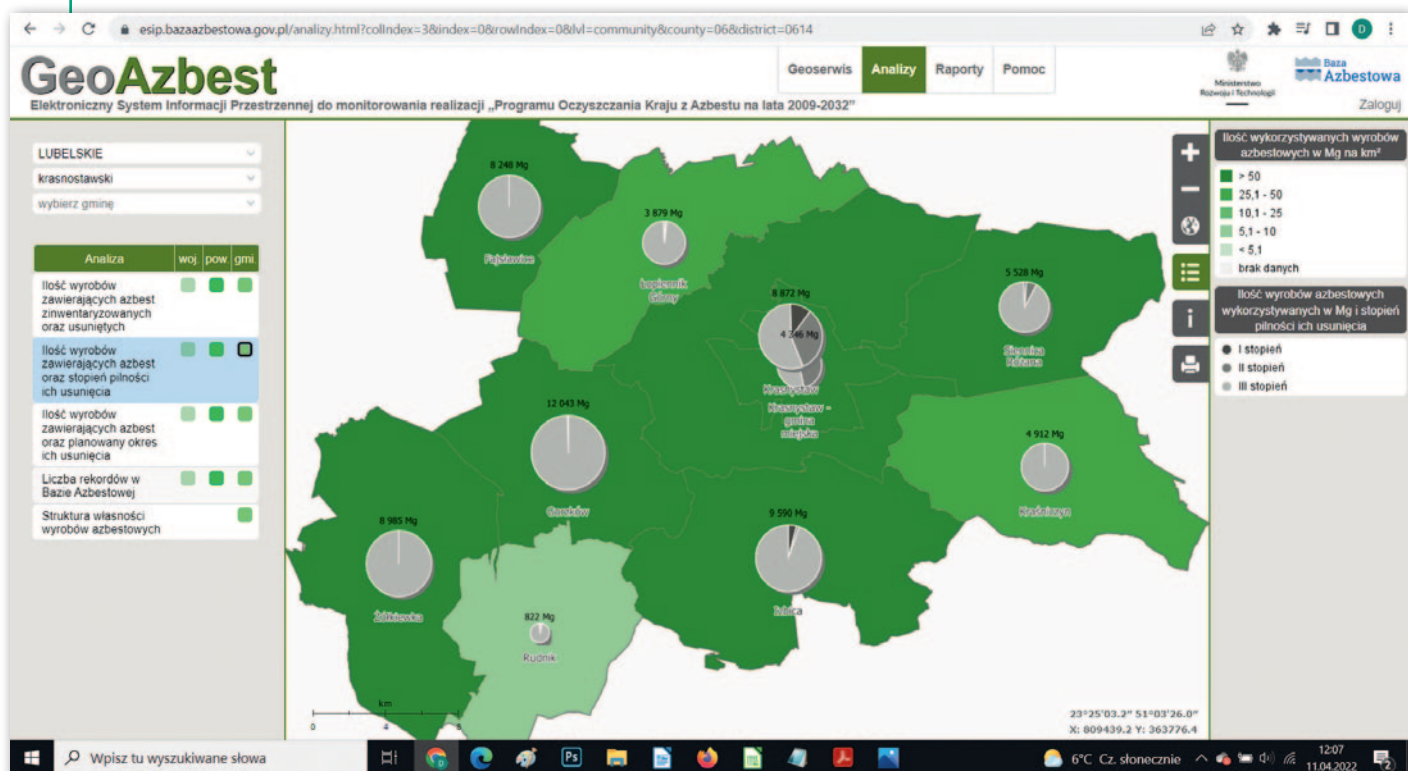 esip.bazaazbestowa.gov.pl/analizy.html?collndex=3&index=0&rowIndex=0&lvl=community&county=06&district=0614
D
GeoAzbest
Geoserwis Analizy Raporty Pomoc
Ministerstwo
Rozwoju i Technologii
Baza
Azbestowa
Elektroniczny System Informacji Przestrzennej do monitorowania realizacji „Programu Oczyszczania Kraju z Azbestu na lata 2009-2032”
Zaloguj
LUBELSKIE
krasnostawski
wybierz gminę
Analiza woj. pow. gmi.
Ilość wyrobów
zawierających azbest
zinwentaryzowanych
oraz usuniętych
Ilość wyrobów
zawierających azbest
oraz stopień pilności
ich usunięcia
Ilość wyrobów
zawierających azbest
oraz planowany okres
ich usunięcia
Liczba rekordów w
Bazie Azbestowej
Struktura własności
wyrobów azbestowych
8 248 Mg
Fajsławice
3 879 Mg
Łopiennik
Górny
8 872 Mg
4 346 Mg
Krasnystaw
Krasnystaw -
gmina
miejska
5 528 Mg
Siennica
Różana
12 043 Mg
Gorzków
4 912 Mg
Kraśniczyn
8 985 Mg
Żółkiewka
9 590 Mg
Izbica
822 Mg
Rudnik
km
0 4 8
23°25'03.2" 51°03'26.0"
X: 809439.2 Y: 363776.4
Ilość wykorzystywanych wyrobów
azbestowych w Mg na km²
> 50
25,1 - 50
10,1 - 25
5,1 - 10
< 5,1
brak danych
Ilość wyrobów azbestowych
wykorzystywanych w Mg i stopień
pilności ich usunięcia
I stopień
II stopień
III stopień
Wpisz tu wyszukiwane słowa
Ps
6°C Cz. słonecznie
12:07
11.04.2022
2